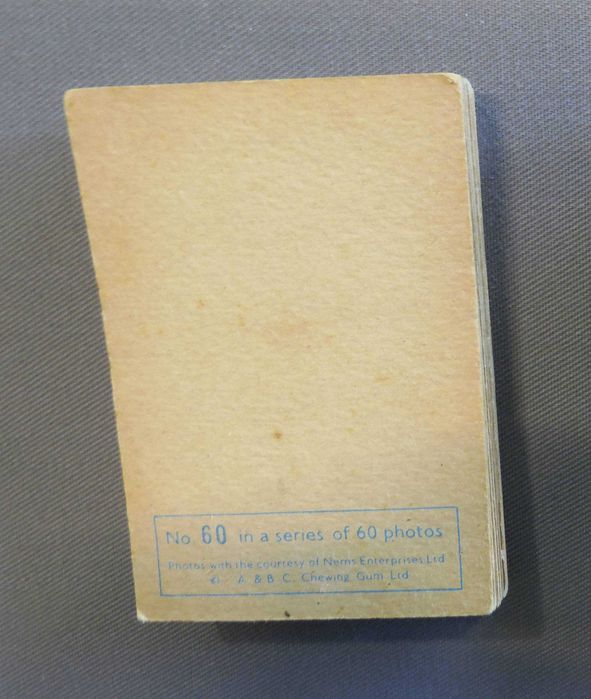 No. 60 in a series of 60 photos
Photos with the courtesy of Nems Enterprises Ltd
© A. & B. C. Chewing Gum Ltd